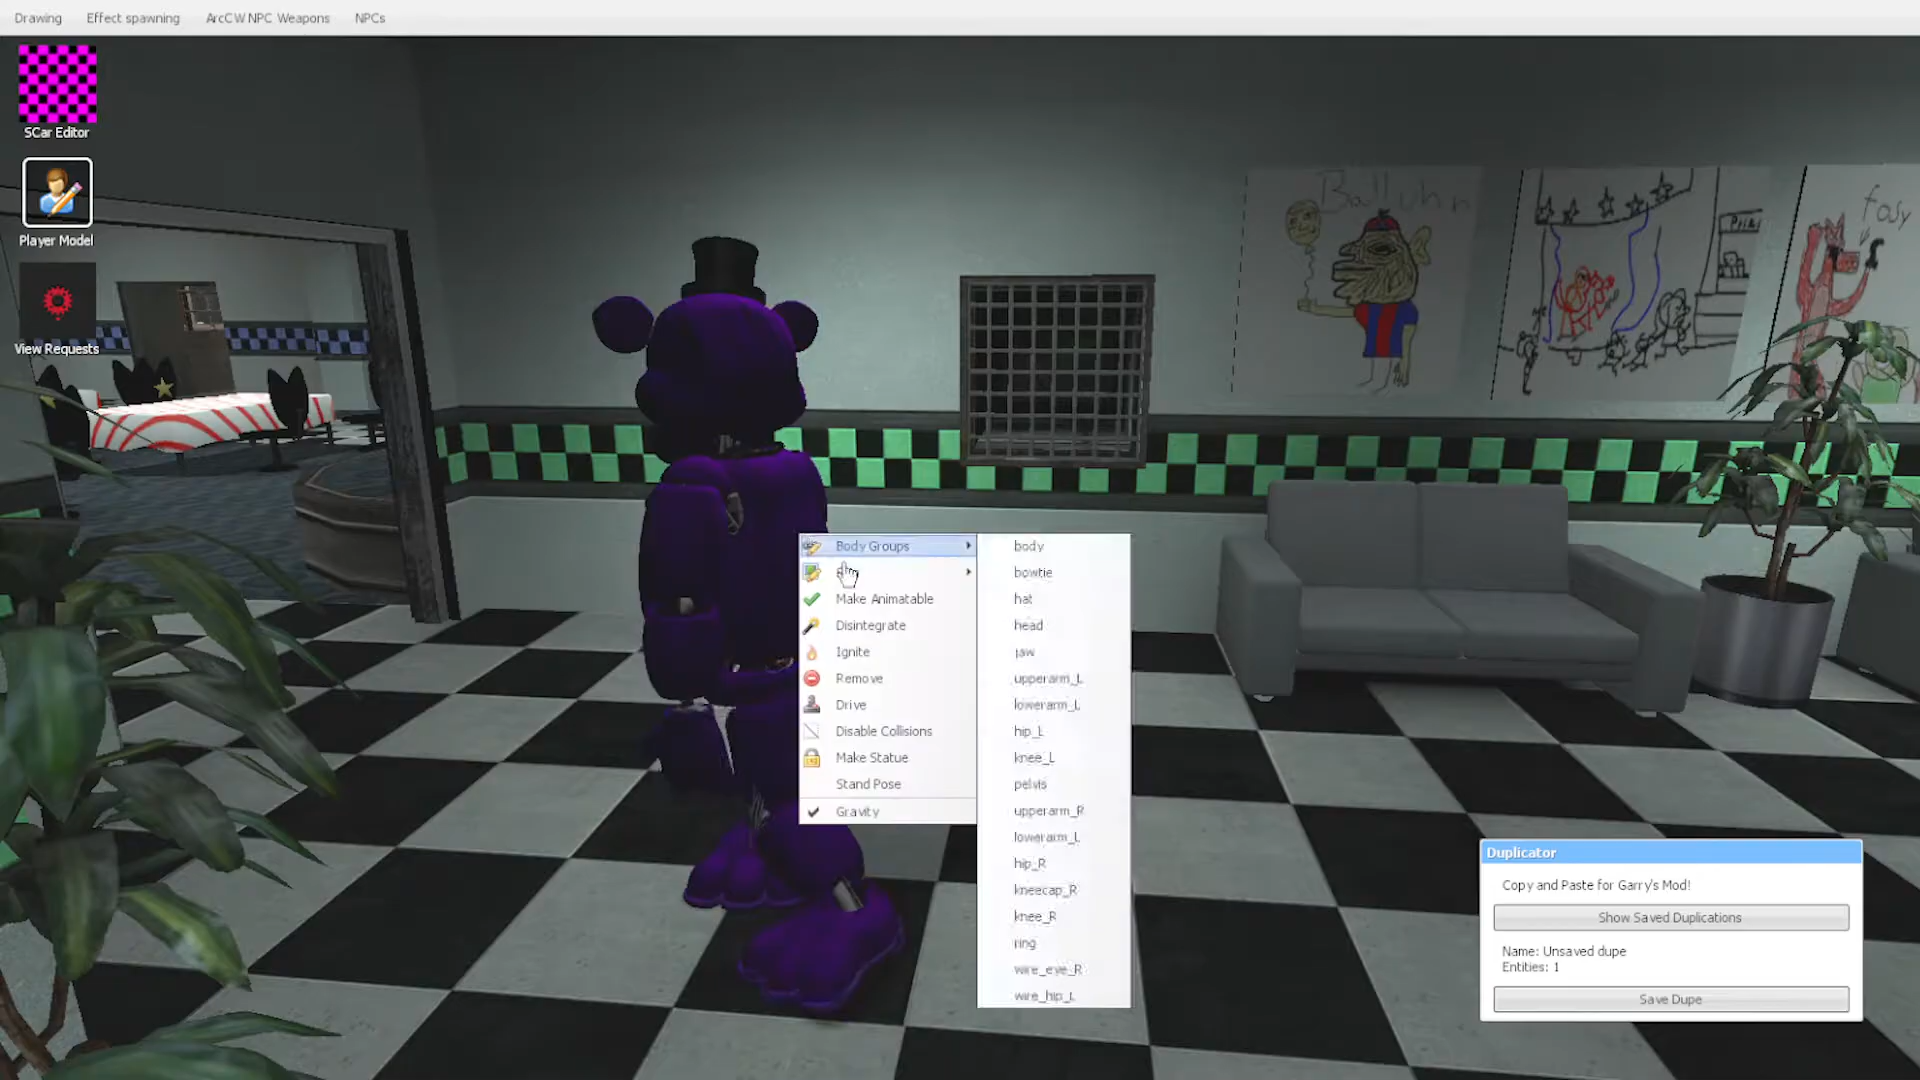 Drawing
Effect spawning
ArcCW NPC Weapons
NPCs
SCar Editor
Player Model
View Requests
Balluhn
foxy
Body Groups
Make Animatable
Disintegrate
Ignite
Remove
Drive
Disable Collisions
Make Statue
Stand Pose
Gravity
body
bowtie
hat
head
jaw
upperarm_L
lowerarm_L
hip_L
knee_L
pelvis
upperarm_R
lowerarm_L
hip_R
kneecap_R
knee_R
ring
wire_eye_R
wire_hip_L
Duplicator
Copy and Paste for Garry's Mod!
Show Saved Duplications
Name: Unsaved dupe
Entities: 1
Save Dupe